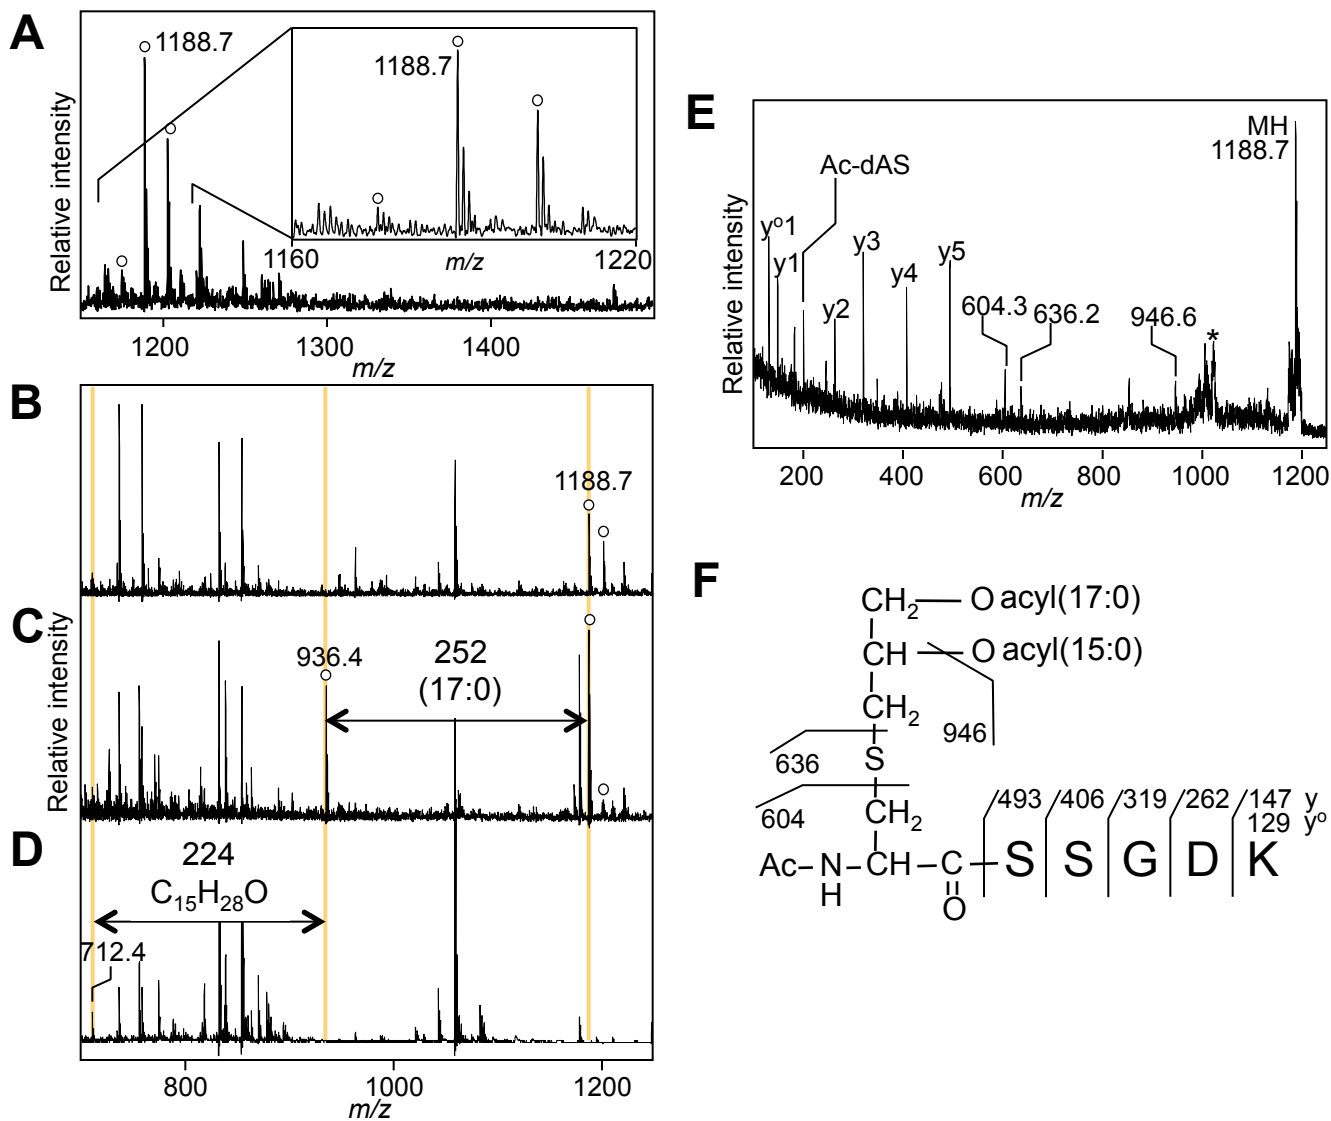 A
Relative intensity
1188.7
1188.7
1160
m/z
1220
1200
1300
1400
m/z
B
1188.7
C
Relative intensity
936.4
252
(17:0)
D
224
C₁₅H₂₈O
712.4
800
1000
1200
m/z
E
Relative intensity
MH
1188.7
Ac-dAS
yº1
y1
y2
y3
y4
y5
604.3
636.2
946.6
*
200
400
600
800
1000
1200
m/z
F
CH₂—O acyl(17:0)
CH—O acyl(15:0)
CH₂
946
S
636
CH₂
604
493
406
319
262
147 y
129 yº
Ac-N-CH-C-S S G D K
H
O